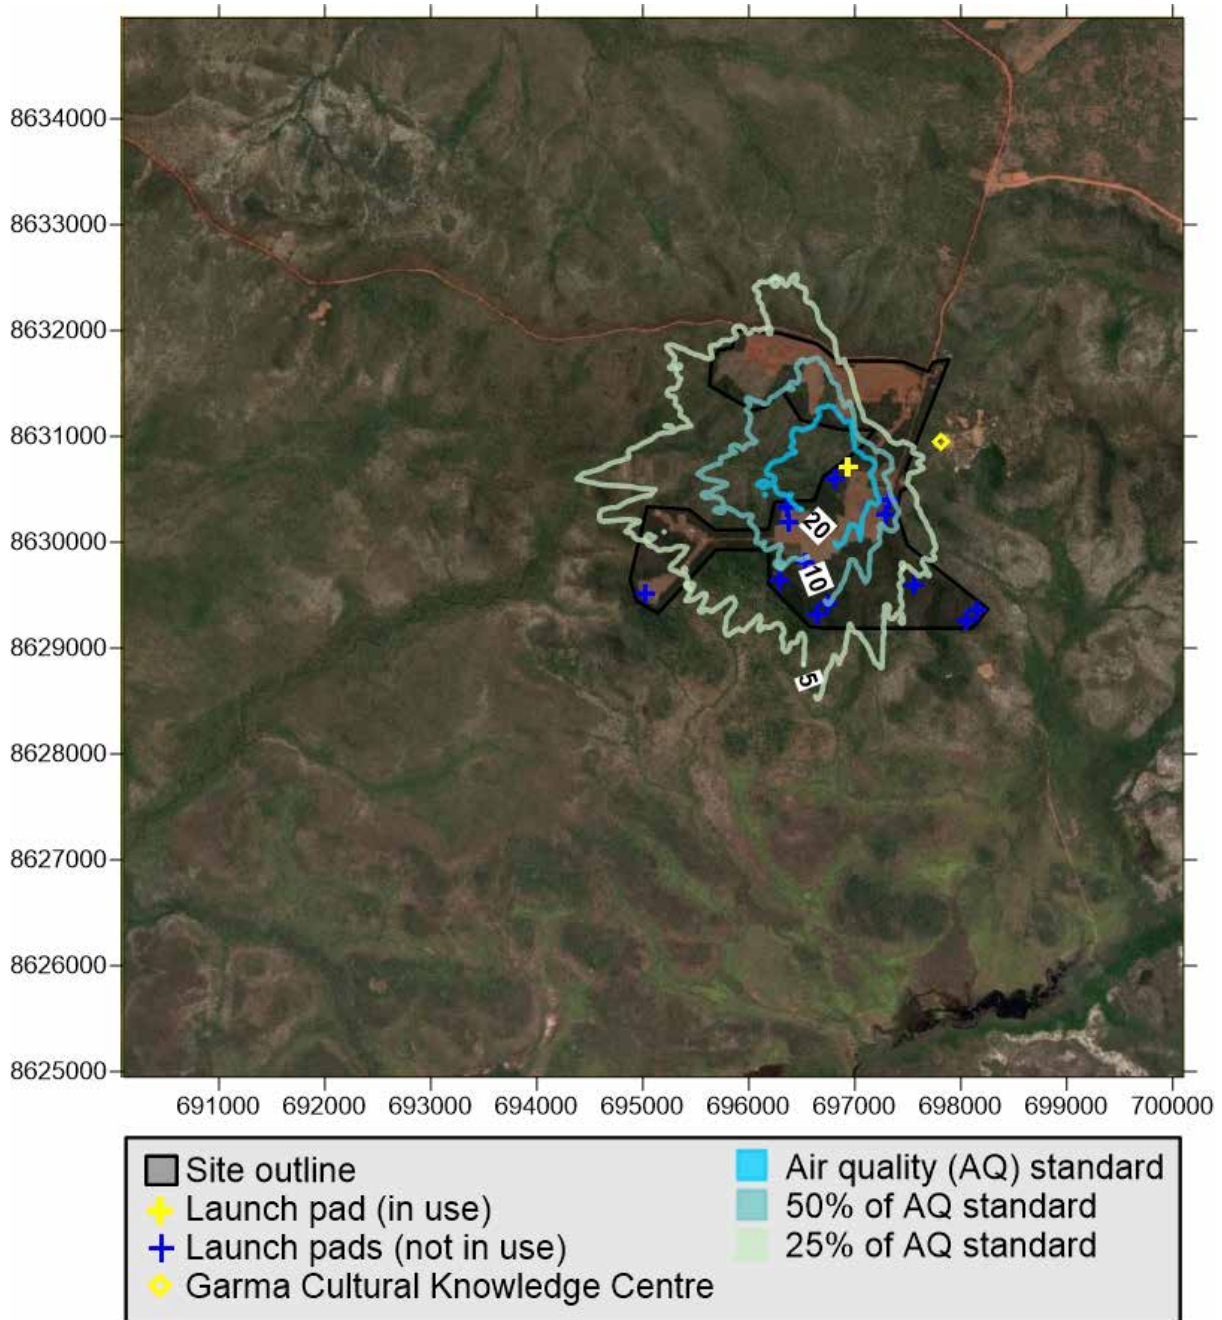 8634000
8633000
8632000
8631000
8630000
8629000
8628000
8627000
8626000
8625000
20
10
5
691000 692000 693000 694000 695000 696000 697000 698000 699000 700000
Site outline
Launch pad (in use)
Launch pads (not in use)
Garma Cultural Knowledge Centre
Air quality (AQ) standard
50% of AQ standard
25% of AQ standard